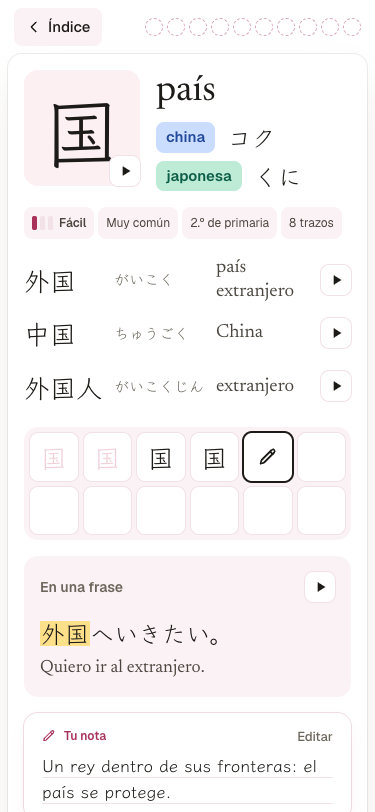 Índice
国
país
china コク
japonesa くに
Fácil Muy común 2.º de primaria 8 trazos
外国 がいこく país extranjero
中国 ちゅうごく China
外国人 がいこくじん extranjero
国 国 国 国
En una frase
外国へいきたい。
Quiero ir al extranjero.
Tu nota Editar
Un rey dentro de sus fronteras: el
país se protege.